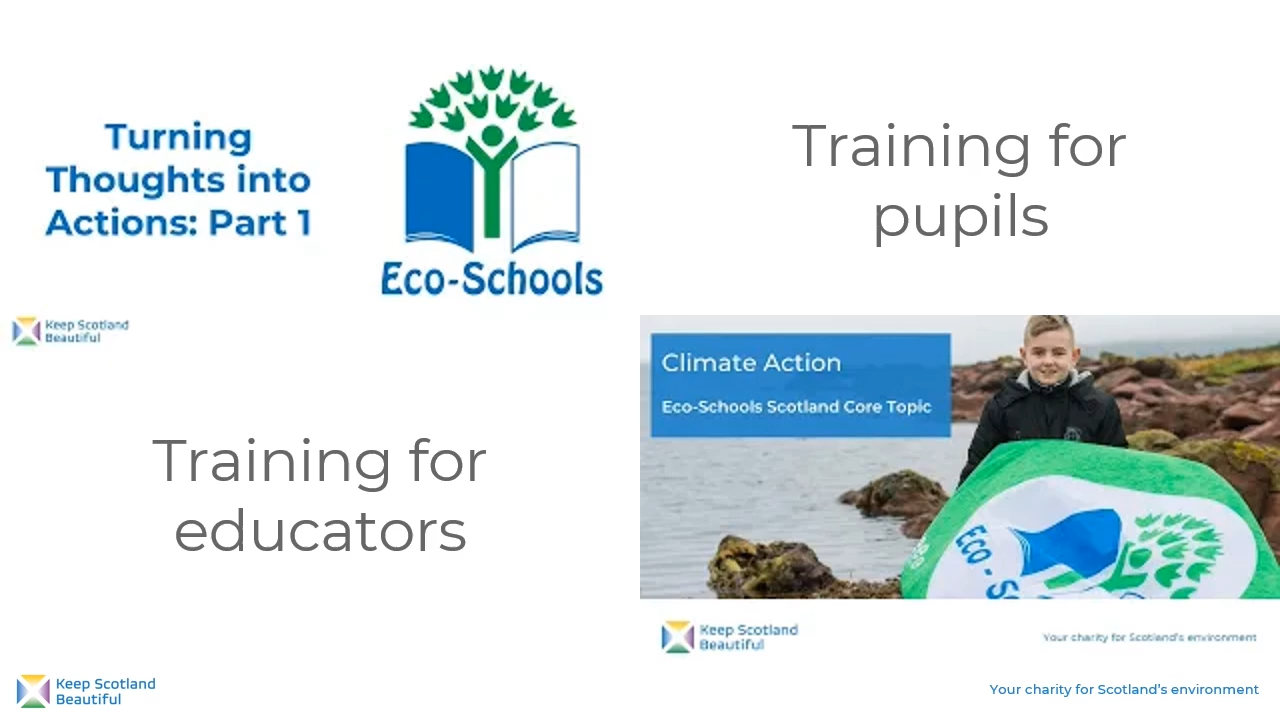 Turning
Thoughts into
Actions: Part 1
Eco-Schools
Keep Scotland
Beautiful
Training for
pupils
Training for
educators
Climate Action
Eco-Schools Scotland Core Topic
Eco - S
Keep Scotland
Beautiful
Your charity for Scotland's environment
Keep Scotland
Beautiful
Your charity for Scotland's environment